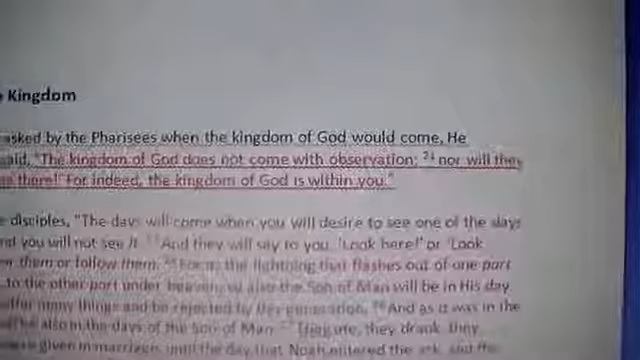 Kingdom
asked by the Pharisees when the kingdom of God would come, He
said, "The kingdom of God does not come with observation; 21 nor will they
there!' For indeed, the kingdom of God is within you."
disciples, "The days will come when you will desire to see one of the days
and you will not see it. And they will say to you, 'Look here!' or 'Look
them or follow them. For as the lightning that flashes out of one part
to the other part under heaven, so also the Son of Man will be in His day.
suffer many things and be rejected by this generation. And as it was in the
also in the days of the Son of Man: They ate, they drank, they
given in marriage, until the day that Noah entered the ark, and the